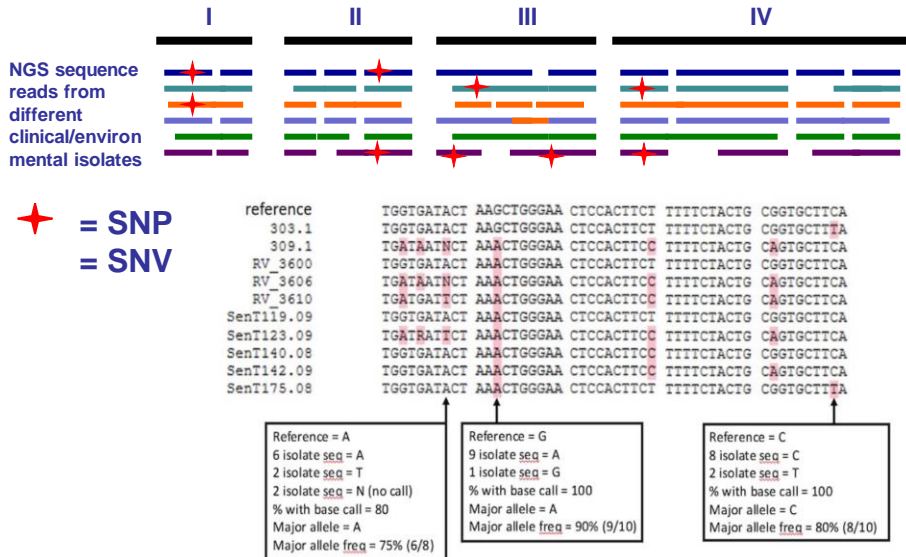 I II III IV
NGS sequence
reads from
different
clinical/environ
mental isolates
= SNP
= SNV
reference TGGTGATACT AAGCTGGGAA CTCCACTTCT TTTTCTACTG CGGTGCTTCA
303.1 TGGTGATACT AAGCTGGGAA CTCCACTTCT TTTTCTACTG CGGTGCTTTA
309.1 TGATAATNCT AAACTGGGAA CTCCACTTCC TTTTCTACTG CAGTGCTTCA
RV_3600 TGGTGATACT AAACTGGGAA CTCCACTTCT TTTTCTACTG CGGTGCTTCA
RV_3606 TGATAATNCT AAACTGGGAA CTCCACTTCC TTTTCTACTG CAGTGCTTCA
RV_3610 TGATGATTCT AAACTGGGAA CTCCACTTCC TTTTCTACTG CAGTGCTTCA
SenT119.09 TGGTGATACT AAACTGGGAA CTCCACTTCT TTTTCTACTG CGGTGCTTCA
SenT123.09 TGATRATTCT AAACTGGGAA CTCCACTTCC TTTTCTACTG CAGTGCTTCA
SenT140.08 TGGTGATACT AAACTGGGAA CTCCACTTCC TTTTCTACTG CGGTGCTTCA
SenT142.09 TGGTGATACT AAACTGGGAA CTCCACTTCC TTTTCTACTG CAGTGCTTCA
SenT175.08 TGGTGATACT AAACTGGGAA CTCCACTTCT TTTTCTACTG CGGTGCTTTA
Reference = A
6 isolate seq = A
2 isolate seq = T
2 isolate seq = N (no call)
% with base call = 80
Major allele = A
Major allele freq = 75% (6/8)
Reference = G
9 isolate seq = A
1 isolate seq = G
% with base call = 100
Major allele = A
Major allele freq = 90% (9/10)
Reference = C
8 isolate seq = C
2 isolate seq = T
% with base call = 100
Major allele = C
Major allele freq = 80% (8/10)